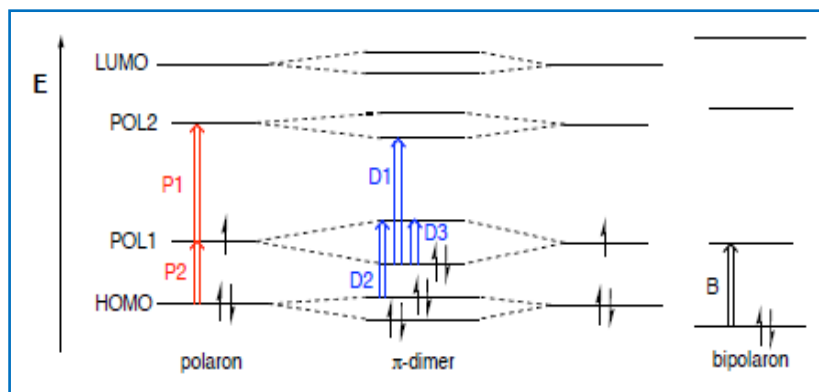 E
LUMO
POL2
P1
D1
POL1
D3
P2
D2
B
HOMO
polaron
π-dimer
bipolaron